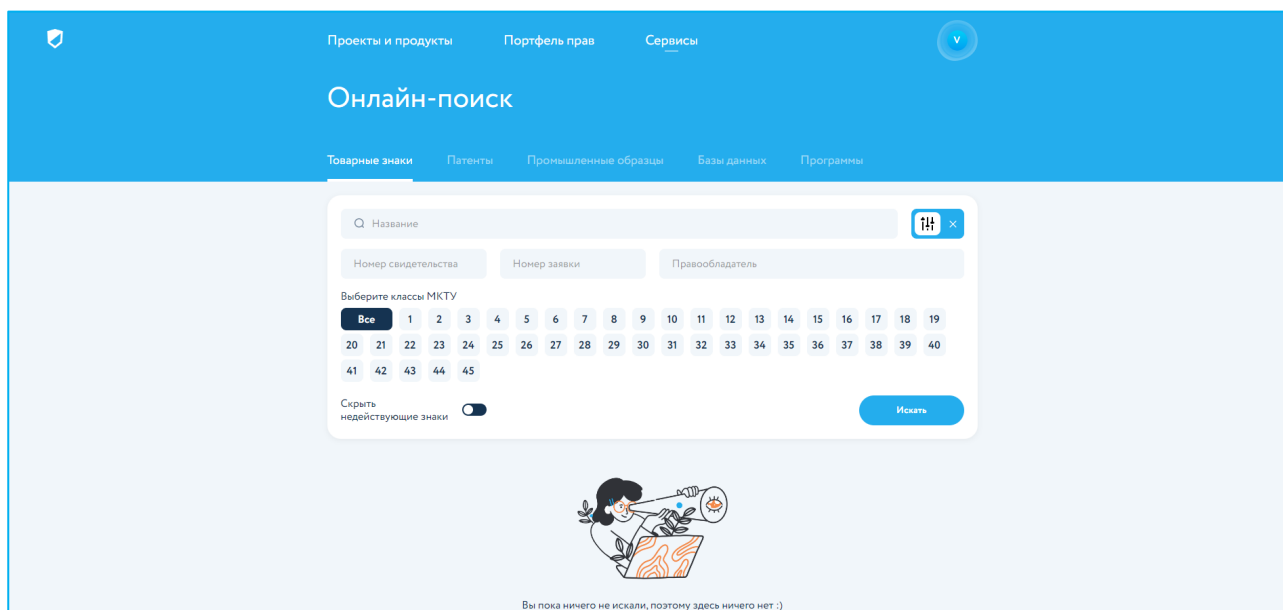 Проекты и продукты Портфель прав Сервисы V
Онлайн-поиск
Товарные знаки Патенты Промышленные образцы Базы данных Программы
Название
Номер свидетельства Номер заявки Правообладатель
Выберите классы МКТУ
Все 1 2 3 4 5 6 7 8 9 10 11 12 13 14 15 16 17 18 19
20 21 22 23 24 25 26 27 28 29 30 31 32 33 34 35 36 37 38 39 40
41 42 43 44 45
Скрыть
недействующие знаки
Искать
Вы пока ничего не искали, поэтому здесь ничего нет :)